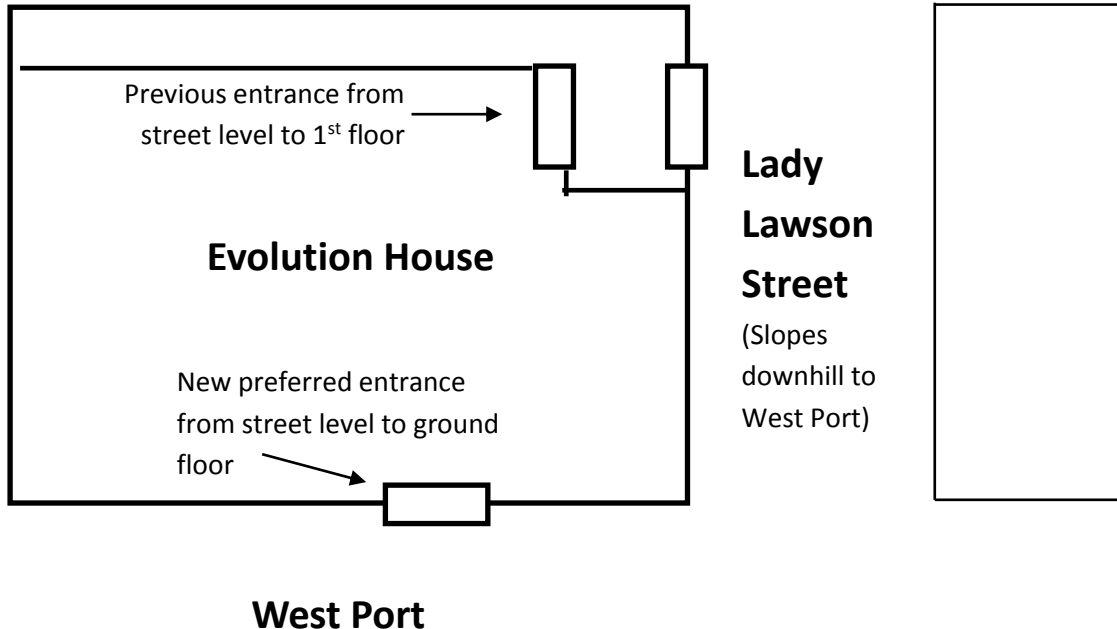 Previous entrance from
street level to 1st floor
Evolution House
New preferred entrance
from street level to ground
floor
Lady
Lawson
Street
(Slopes
downhill to
West Port)
West Port